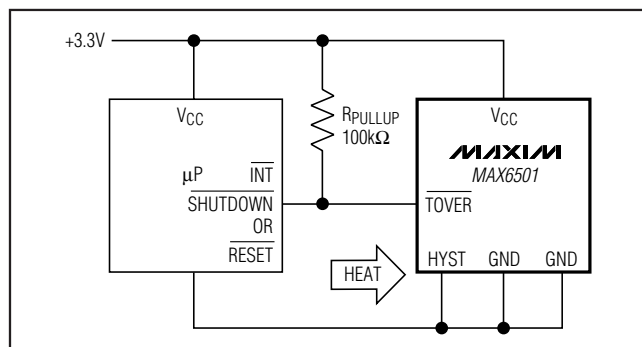 +3.3V
VCC
μP
INT
SHUTDOWN
OR
RESET
RPULLUP
100kΩ
HEAT
VCC
MAXIM
MAX6501
TOVER
HYST GND GND